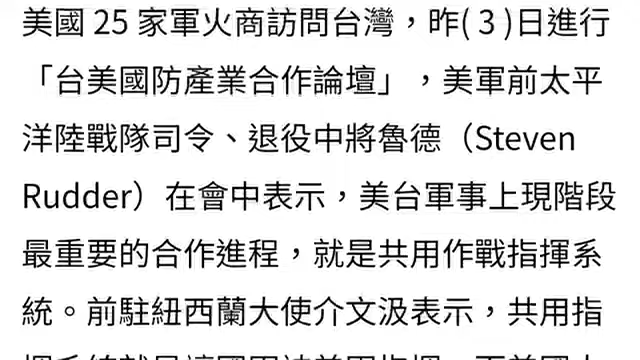 美國 25 家軍火商訪問台灣，昨( 3 )日進行
「台美國防產業合作論壇」，美軍前太平
洋陸戰隊司令、退役中將魯德（Steven
Rudder）在會中表示，美台軍事上現階段
最重要的合作進程，就是共用作戰指揮系
統。前駐紐西蘭大使介文汲表示，共用指